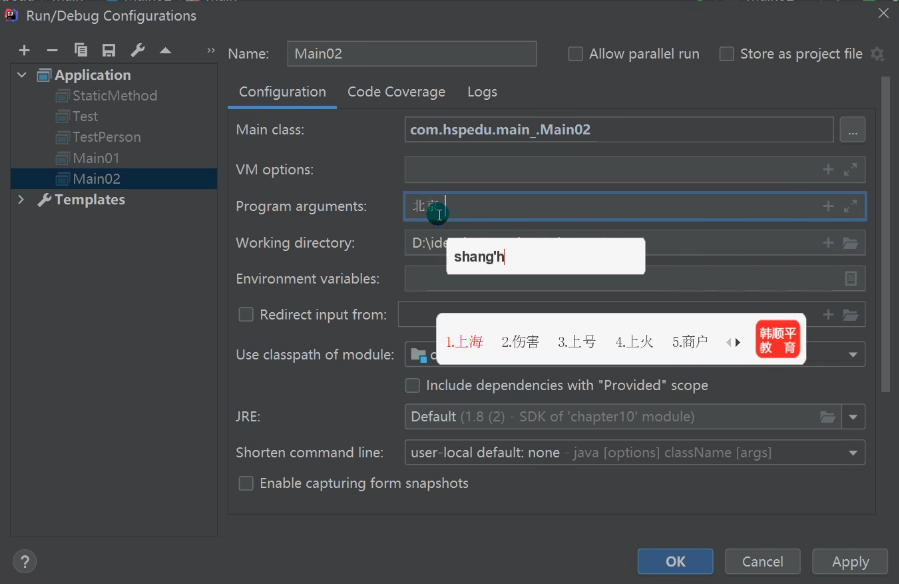 Run/Debug Configurations
Name: Main02 Allow parallel run Store as project file
Application
StaticMethod
Test
TestPerson
Main01
Main02
Templates
Configuration Code Coverage Logs
Main class: com.hspedu.main_.Main02 ...
VM options:
Program arguments: 北京
Working directory: D:\ide
shang'h
Environment variables:
Redirect input from:
1.上海 2.伤害 3.上号 4.上火 5.商户
韩顺平
教 育
Use classpath of module:
Include dependencies with "Provided" scope
JRE: Default (1.8 (2) - SDK of 'chapter10' module)
Shorten command line: user-local default: none - java [options] className [args]
Enable capturing form snapshots
? OK Cancel Apply